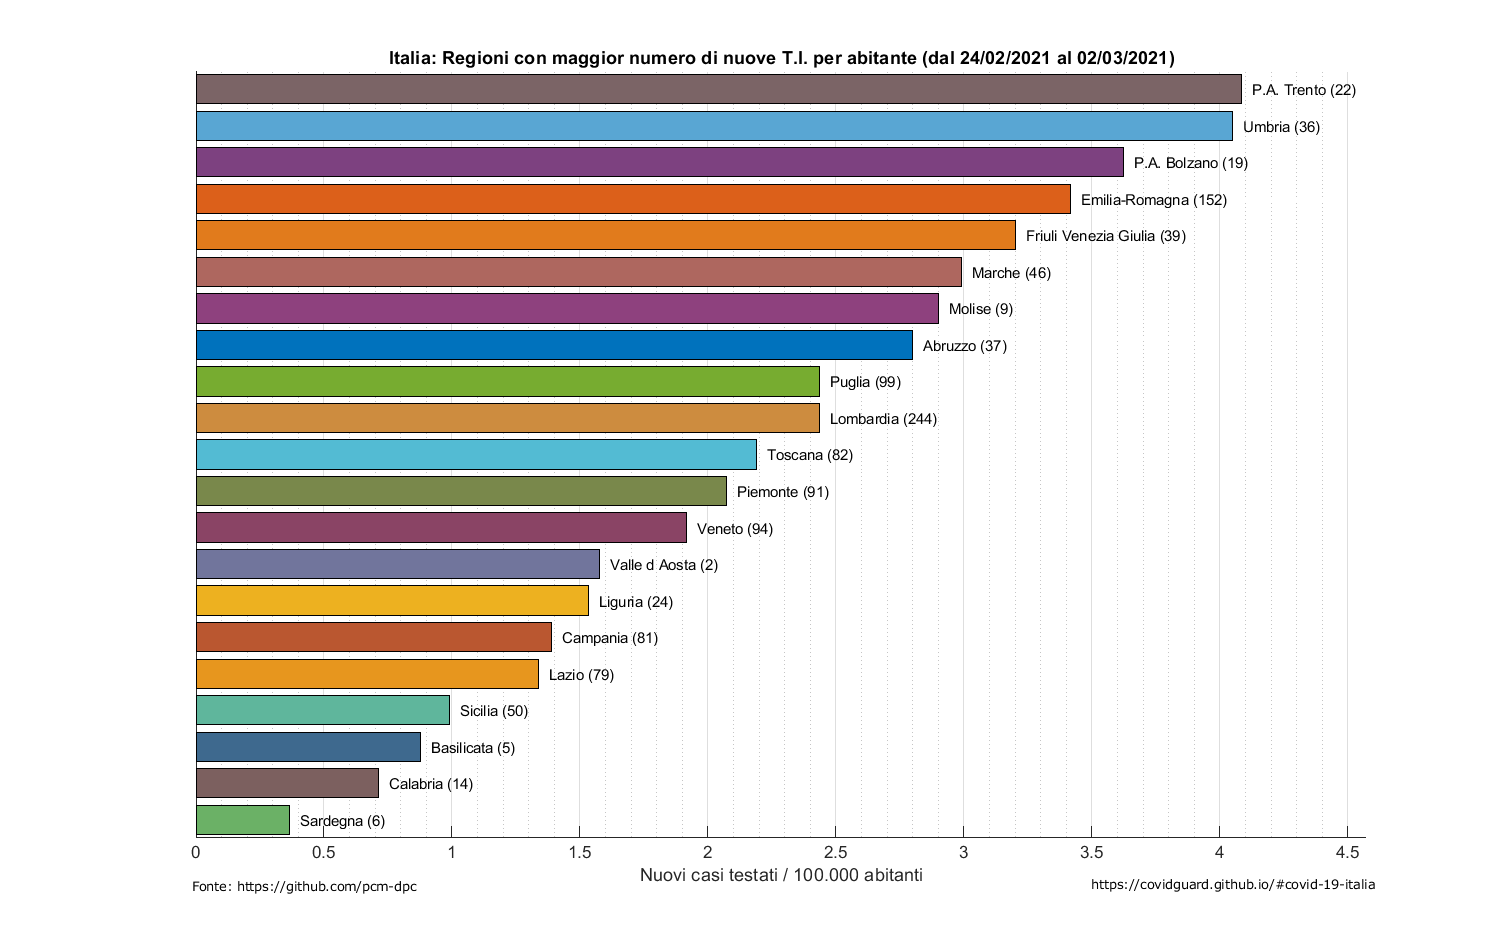 Italia: Regioni con maggior numero di nuove T.I. per abitante (dal 24/02/2021 al 02/03/2021)
P.A. Trento (22)
Umbria (36)
P.A. Bolzano (19)
Emilia-Romagna (152)
Friuli Venezia Giulia (39)
Marche (46)
Molise (9)
Abruzzo (37)
Puglia (99)
Lombardia (244)
Toscana (82)
Piemonte (91)
Veneto (94)
Valle d Aosta (2)
Liguria (24)
Campania (81)
Lazio (79)
Sicilia (50)
Basilicata (5)
Calabria (14)
Sardegna (6)
0 0.5 1 1.5 2 2.5 3 3.5 4 4.5
Nuovi casi testati / 100.000 abitanti
Fonte: https://github.com/pcm-dpc
https://covidguard.github.io/#covid-19-italia